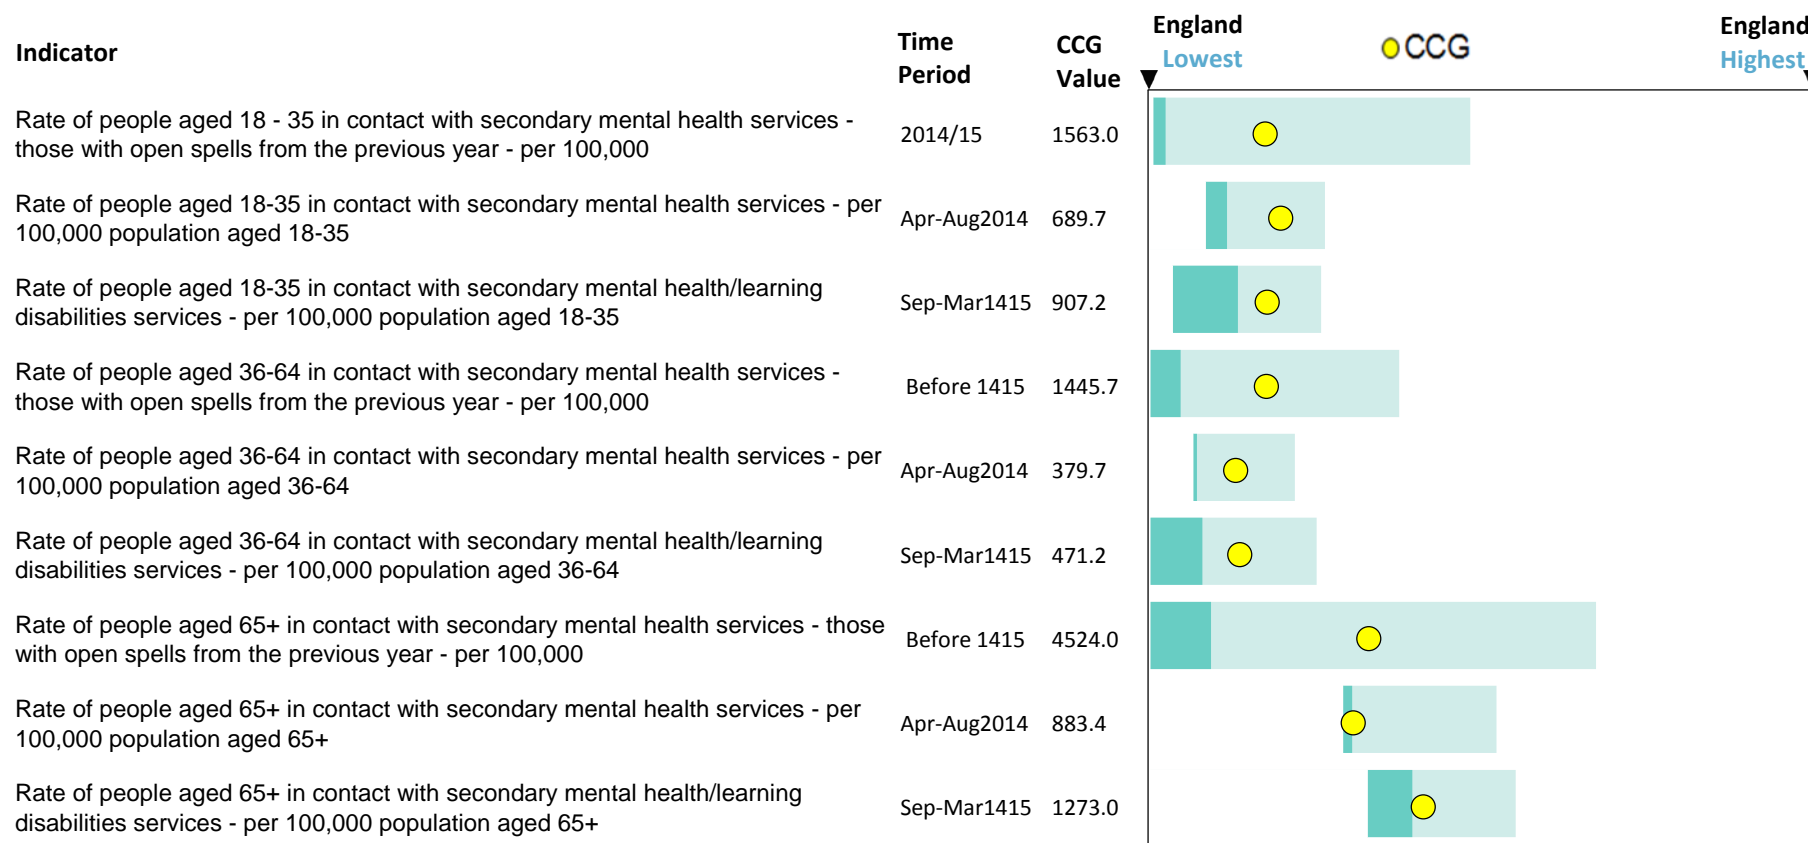 Indicator
Time
Period
CCG
Value
England
Lowest
CCG
England
Highest
Rate of people aged 18 - 35 in contact with secondary mental health services -
those with open spells from the previous year - per 100,000
2014/15
1563.0
Rate of people aged 18-35 in contact with secondary mental health services - per
100,000 population aged 18-35
Apr-Aug2014
689.7
Rate of people aged 18-35 in contact with secondary mental health/learning
disabilities services - per 100,000 population aged 18-35
Sep-Mar1415
907.2
Rate of people aged 36-64 in contact with secondary mental health services -
those with open spells from the previous year - per 100,000
Before 1415
1445.7
Rate of people aged 36-64 in contact with secondary mental health services - per
100,000 population aged 36-64
Apr-Aug2014
379.7
Rate of people aged 36-64 in contact with secondary mental health/learning
disabilities services - per 100,000 population aged 36-64
Sep-Mar1415
471.2
Rate of people aged 65+ in contact with secondary mental health services - those
with open spells from the previous year - per 100,000
Before 1415
4524.0
Rate of people aged 65+ in contact with secondary mental health services - per
100,000 population aged 65+
Apr-Aug2014
883.4
Rate of people aged 65+ in contact with secondary mental health/learning
disabilities services - per 100,000 population aged 65+
Sep-Mar1415
1273.0